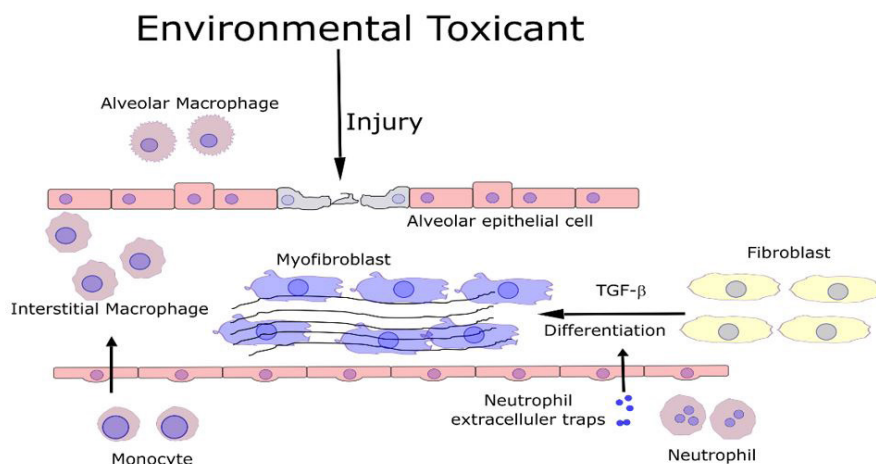 Environmental Toxicant
Alveolar Macrophage
Injury
Alveolar epithelial cell
Myofibroblast
Fibroblast
TGF-β
Interstitial Macrophage
Differentiation
Neutrophil
extracelluler traps
Monocyte
Neutrophil